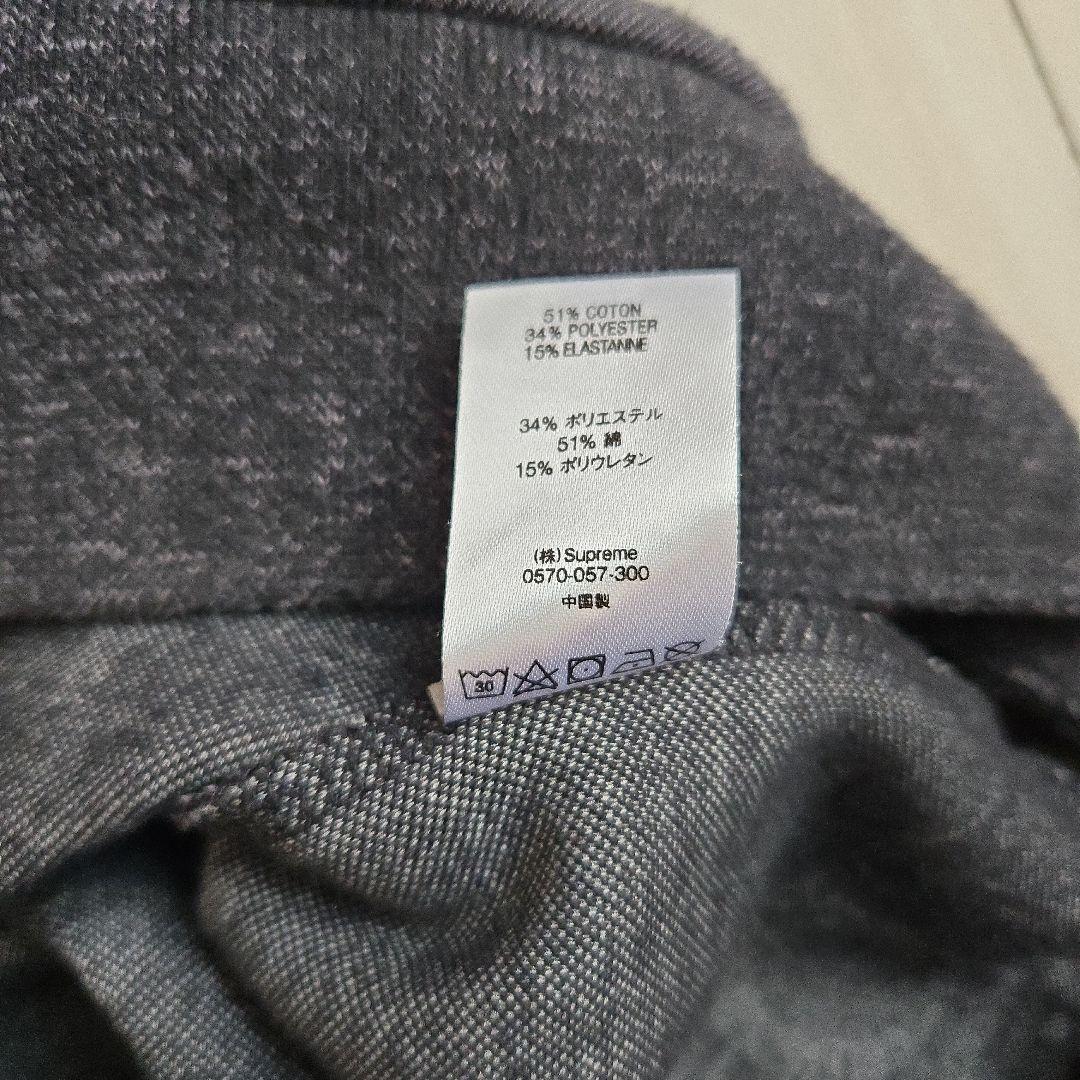 51% COTON
34% POLYESTER
15% ELASTANNE
34% ポリエステル
51% 綿
15% ポリウレタン
(株)Supreme
0570-057-300
中国製
30